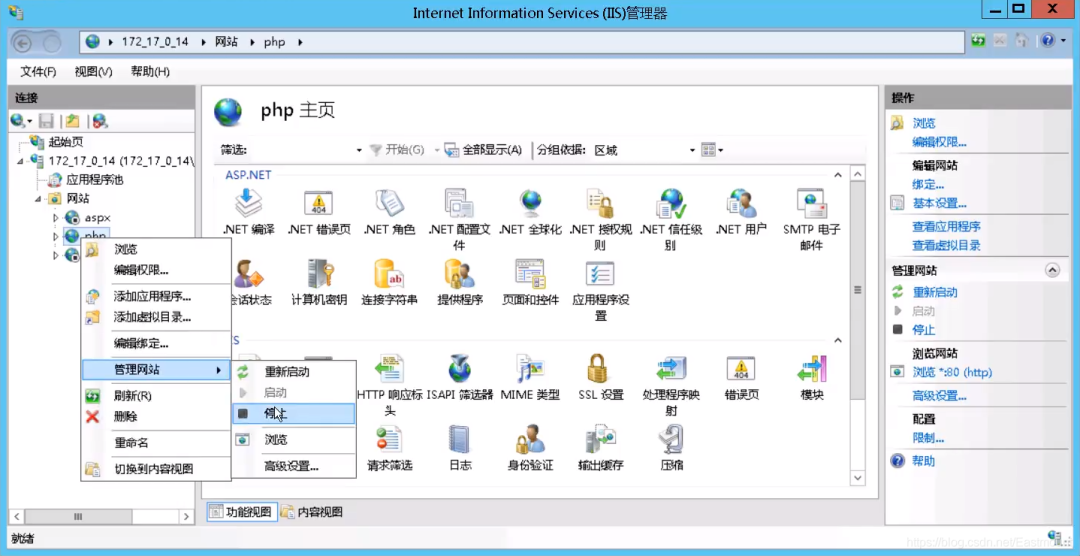 Internet Information Services (IIS)管理器
172_17_0_14 网站 php
文件(F) 视图(V) 帮助(H)
连接
起始页
172_17_0_14 (172_17_0_14\
应用程序池
网站
aspx
php
浏览
编辑权限...
添加应用程序...
添加虚拟目录...
编辑绑定...
管理网站
刷新(R)
删除
重命名
切换到内容视图
重新启动
启动
停止
浏览
高级设置...
php 主页
筛选: 开始(G) 全部显示(A) 分组依据: 区域
ASP.NET
.NET 编译
.NET 错误页
.NET 角色
.NET 配置文件
.NET 全球化
.NET 授权规则
.NET 信任级别
.NET 用户
SMTP 电子邮件
会话状态
计算机密钥
连接字符串
提供程序
页面和控件
应用程序设置
S
HTTP 响应标头
ISAPI 筛选器
MIME 类型
SSL 设置
处理程序映射
错误页
模块
请求筛选
日志
身份验证
输出缓存
压缩
功能视图 内容视图
操作
浏览
编辑权限...
编辑网站
绑定...
基本设置...
查看应用程序
查看虚拟目录
管理网站
重新启动
启动
停止
浏览网站
浏览 *:80 (http)
高级设置...
配置
限制...
帮助
就绪